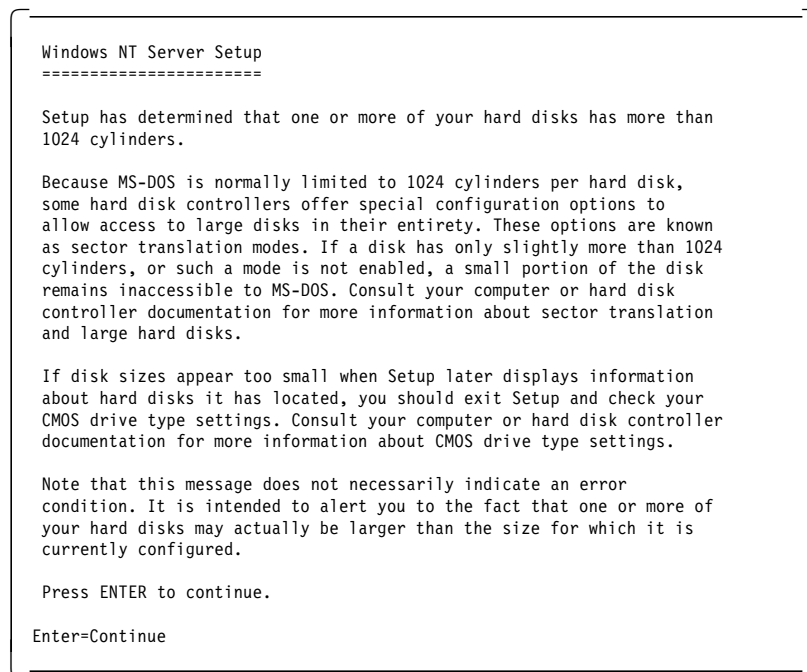 Windows NT Server Setup
=======================
Setup has determined that one or more of your hard disks has more than
1024 cylinders.
Because MS-DOS is normally limited to 1024 cylinders per hard disk,
some hard disk controllers offer special configuration options to
allow access to large disks in their entirety. These options are known
as sector translation modes. If a disk has only slightly more than 1024
cylinders, or such a mode is not enabled, a small portion of the disk
remains inaccessible to MS-DOS. Consult your computer or hard disk
controller documentation for more information about sector translation
and large hard disks.
If disk sizes appear too small when Setup later displays information
about hard disks it has located, you should exit Setup and check your
CMOS drive type settings. Consult your computer or hard disk controller
documentation for more information about CMOS drive type settings.
Note that this message does not necessarily indicate an error
condition. It is intended to alert you to the fact that one or more of
your hard disks may actually be larger than the size for which it is
currently configured.
Press ENTER to continue.
Enter=Continue